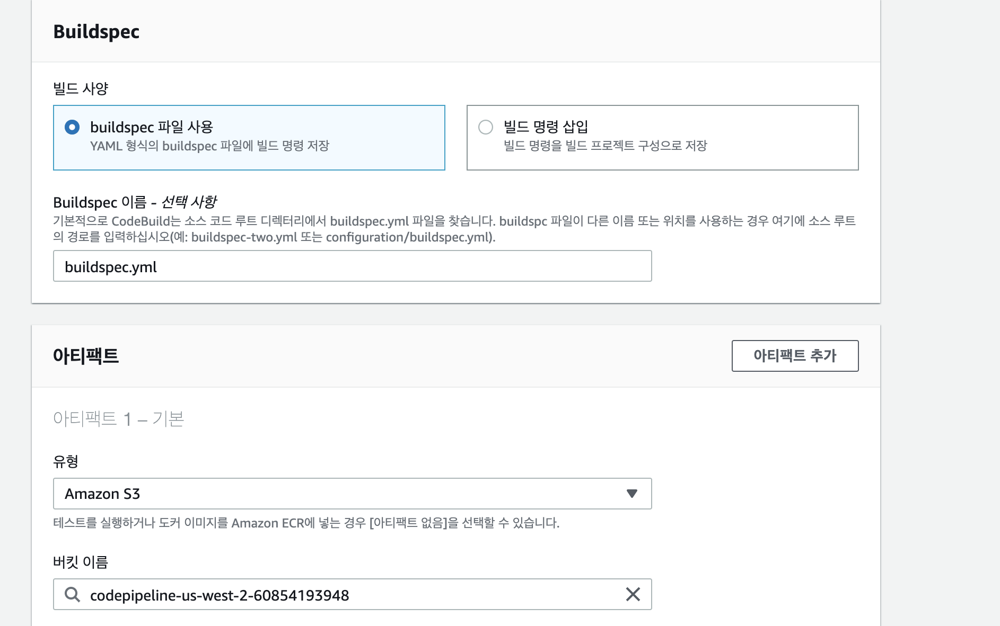 Buildspec
빌드 사양
buildspec 파일 사용
YAML 형식의 buildspec 파일에 빌드 명령 저장
빌드 명령 삽입
빌드 명령을 빌드 프로젝트 구성으로 저장
Buildspec 이름 - 선택 사항
기본적으로 CodeBuild는 소스 코드 루트 디렉터리에서 buildspec.yml 파일을 찾습니다. buildspc 파일이 다른 이름 또는 위치를 사용하는 경우 여기에 소스 루트
의 경로를 입력하십시오(예: buildspec-two.yml 또는 configuration/buildspec.yml).
buildspec.yml
아티팩트
아티팩트 추가
아티팩트 1 – 기본
유형
Amazon S3
테스트를 실행하거나 도커 이미지를 Amazon ECR에 넣는 경우 [아티팩트 없음]을 선택할 수 있습니다.
버킷 이름
codepipeline-us-west-2-60854193948